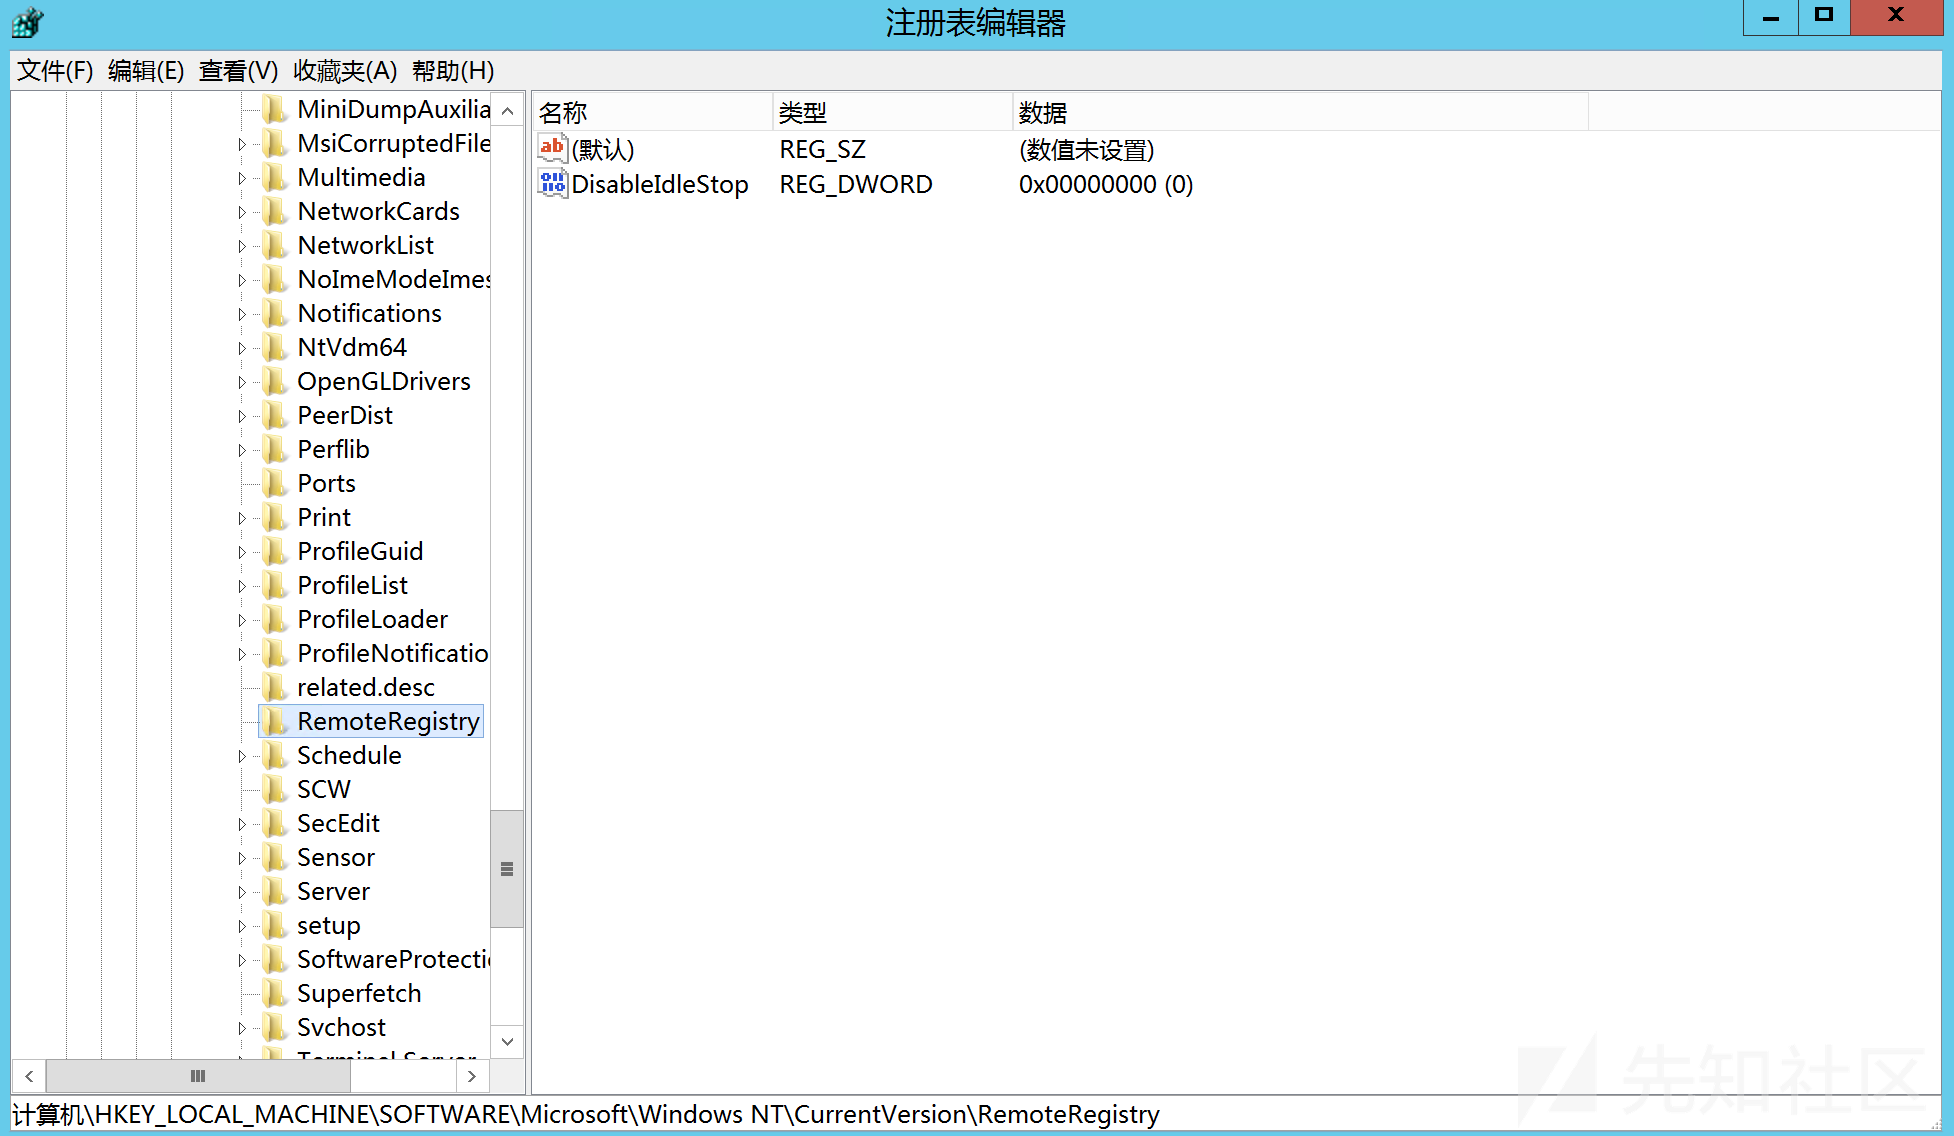 注册表编辑器
文件(F) 编辑(E) 查看(V) 收藏夹(A) 帮助(H)
MiniDumpAuxilia
MsiCorruptedFile
Multimedia
NetworkCards
NetworkList
NoImeModeImes
Notifications
NtVdm64
OpenGLDrivers
PeerDist
Perflib
Ports
Print
ProfileGuid
ProfileList
ProfileLoader
ProfileNotificatio
related.desc
RemoteRegistry
Schedule
SCW
SecEdit
Sensor
Server
setup
SoftwareProtectio
Superfetch
Svchost
Terminal Server
名称 类型 数据
(默认) REG_SZ (数值未设置)
DisableIdleStop REG_DWORD 0x00000000 (0)
先知社区
计算机\HKEY_LOCAL_MACHINE\SOFTWARE\Microsoft\Windows NT\CurrentVersion\RemoteRegistry